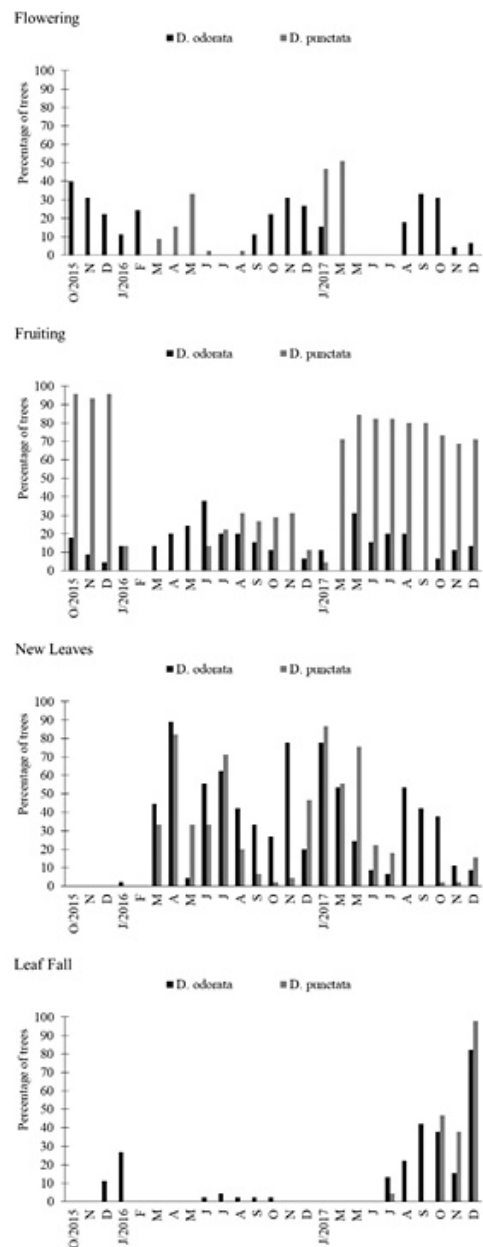 Flowering
D. odorata D. punctata
Percentage of trees
100
90
80
70
60
50
40
30
20
10
0
O/2015 N D J/2016 F M A M J J A S O N D J/2017 M M J J A S O N D
Fruiting
D. odorata D. punctata
Percentage of trees
100
90
80
70
60
50
40
30
20
10
0
O/2015 N D J/2016 F M A M J J A S O N D J/2017 M M J J A S O N D
New Leaves
D. odorata D. punctata
Percentage of trees
100
90
80
70
60
50
40
30
20
10
0
O/2015 N D J/2016 F M A M J J A S O N D J/2017 M M J J A S O N D
Leaf Fall
D. odorata D. punctata
Percentage of trees
100
90
80
70
60
50
40
30
20
10
0
O/2015 N D J/2016 F M A M J J A S O N D J/2017 M M J J A S O N D